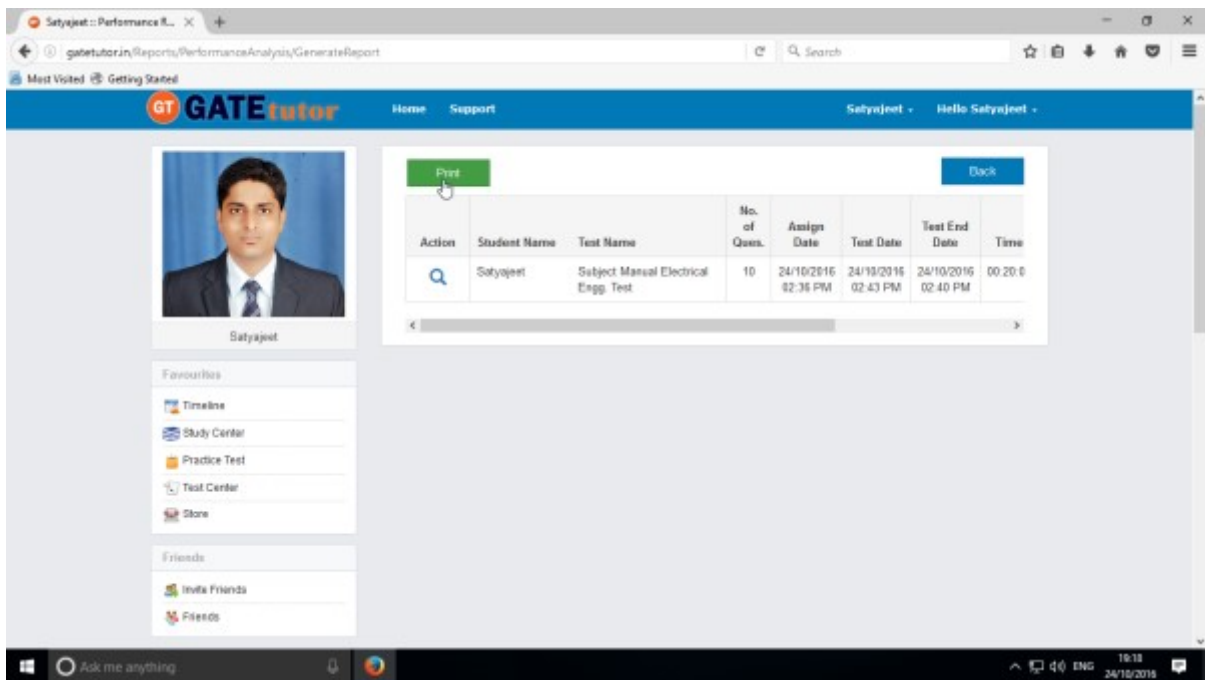 Satyajeet :: Performance R...
gatetutor.in/Reports/PerformanceAnalysis/GenerateReport
Search
Most Visited
Getting Started
GT GATEtutor
Home
Support
Satyajeet
Hello Satyajeet
Print
Back
Action
Student Name
Test Name
No. of Ques.
Assign Date
Test Date
Test End Date
Time
Satyajeet
Subject Manual Electrical
Engg. Test
10
24/10/2016
02:36 PM
24/10/2016
02:43 PM
24/10/2016
02:40 PM
00:20:0
Satyajeet
Favourites
Timeline
Study Center
Practice Test
Test Center
Store
Friends
Invite Friends
Friends
Ask me anything
ENG
19:18
24/10/2016